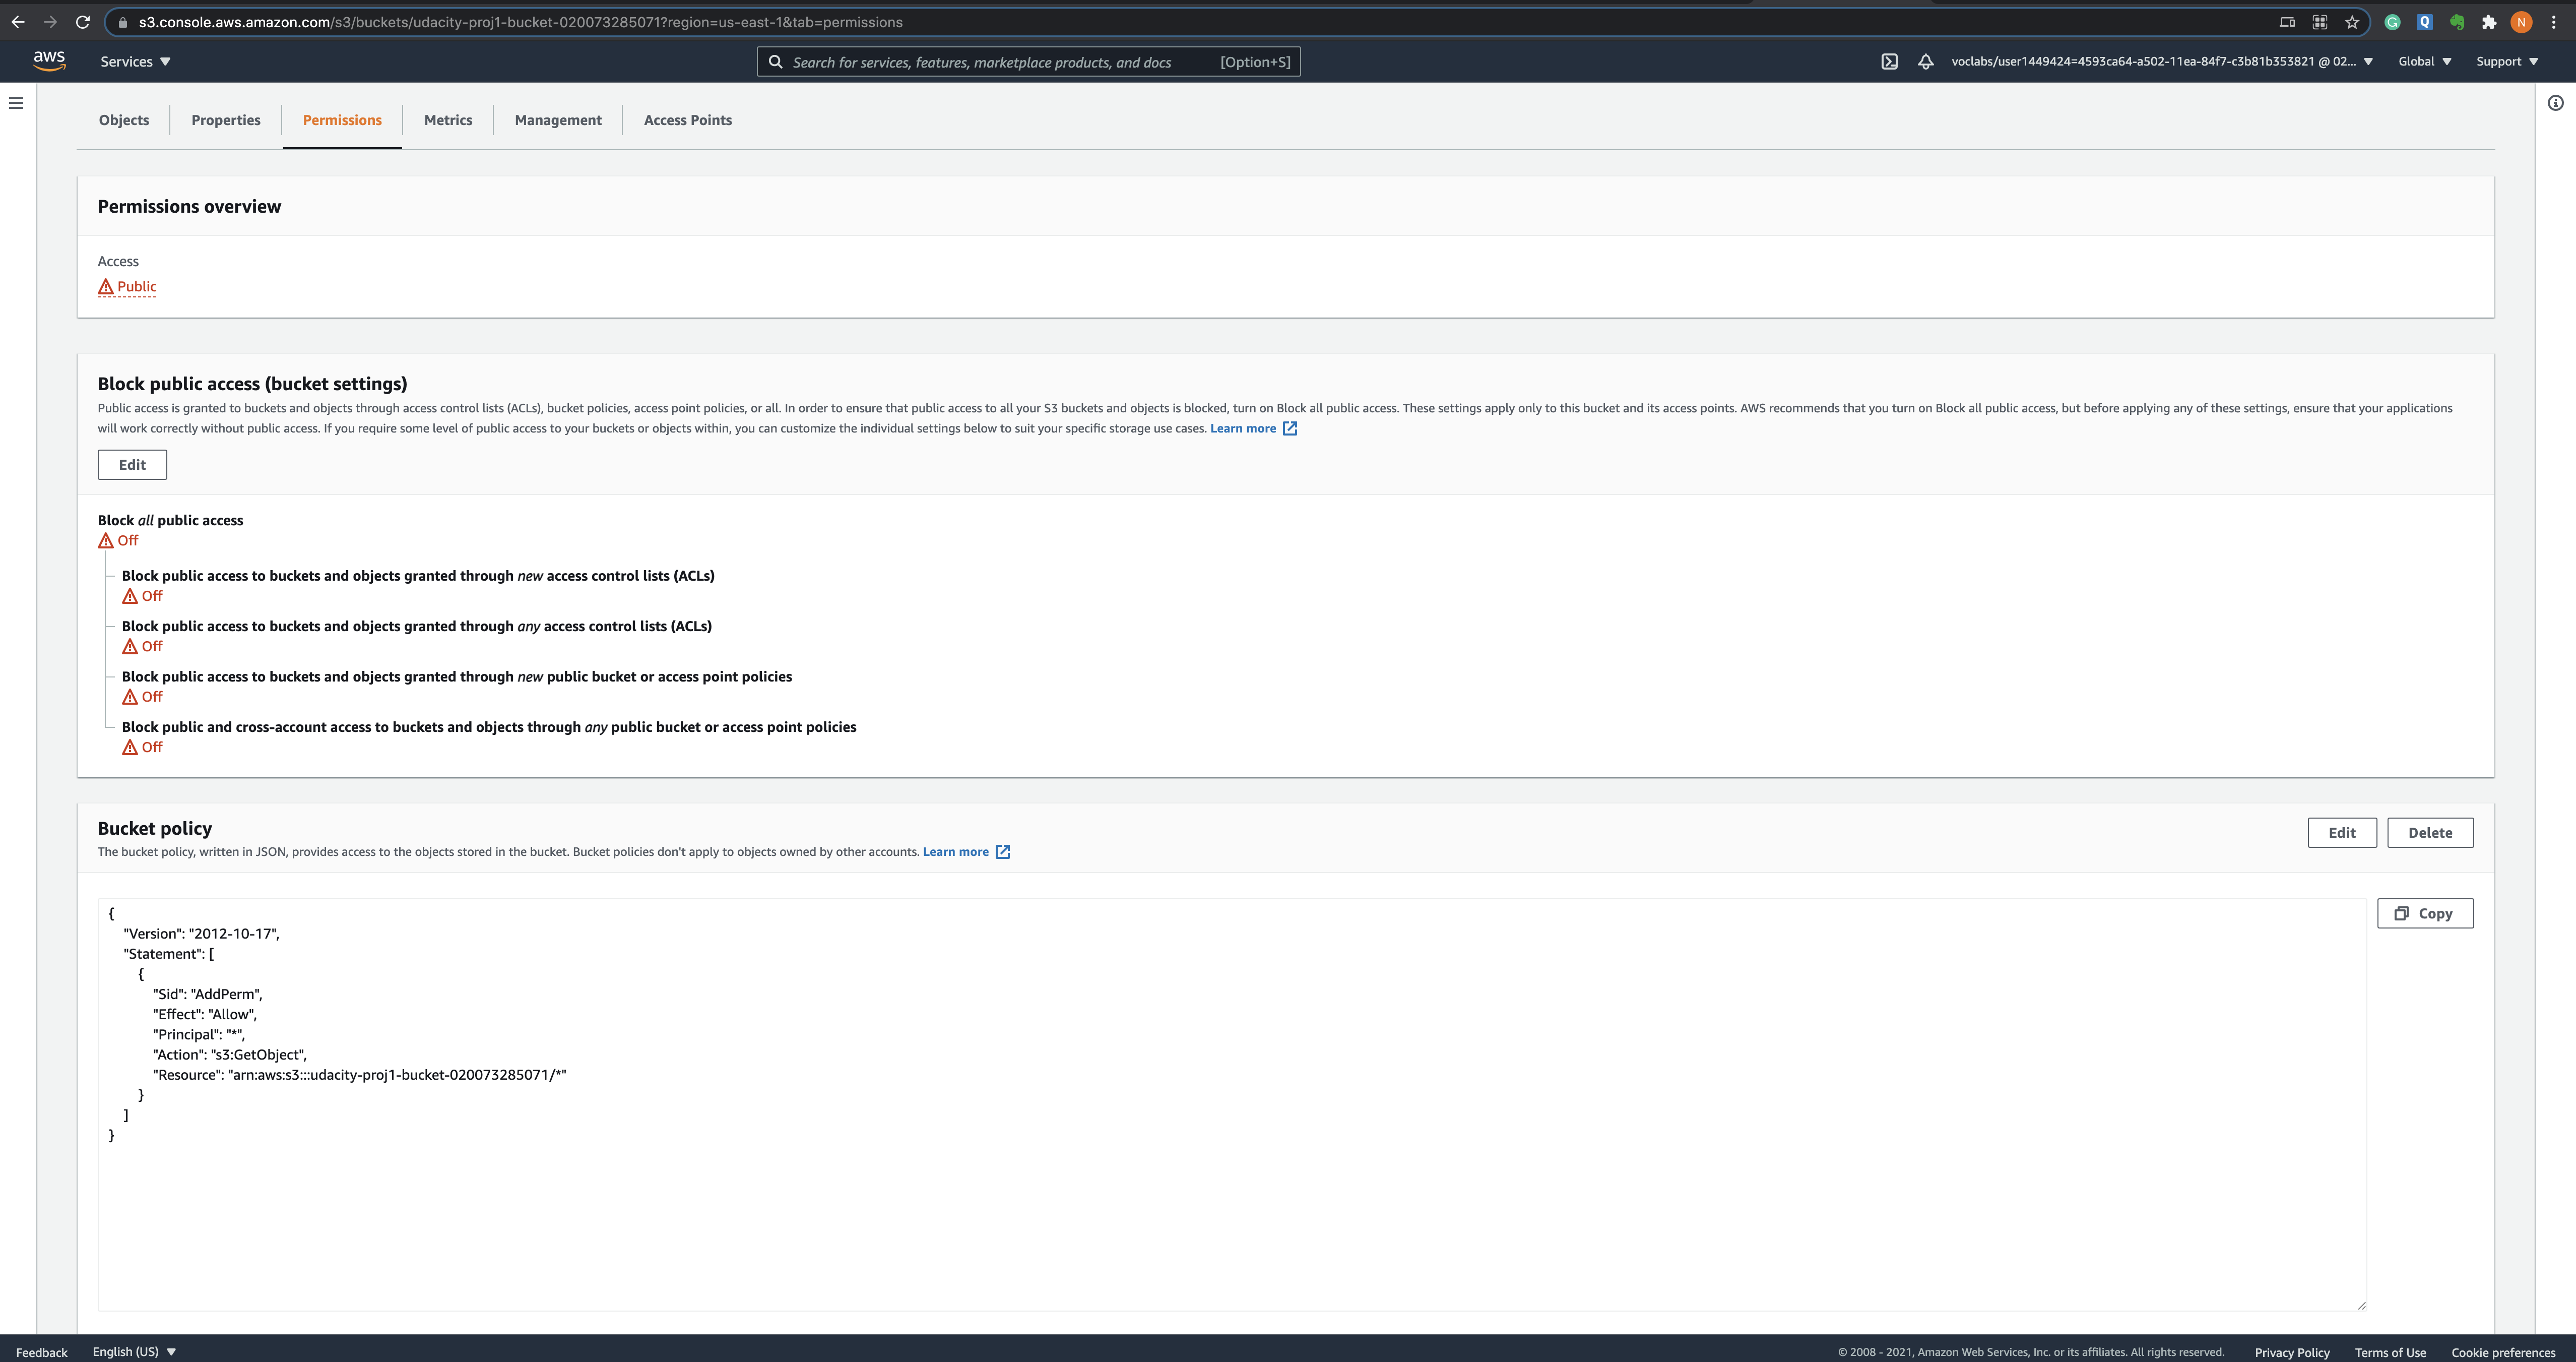 s3.console.aws.amazon.com/s3/buckets/udacity-proj1-bucket-020073285071?region=us-east-1&tab=permissions
Q
N
aws
Services
Search for services, features, marketplace products, and docs [Option+S]
voclabs/user1449424=4593ca64-a502-11ea-84f7-c3b81b353821 @ 02...
Global
Support
Objects
Properties
Permissions
Metrics
Management
Access Points
Permissions overview
Access
Public
Block public access (bucket settings)
Public access is granted to buckets and objects through access control lists (ACLs), bucket policies, access point policies, or all. In order to ensure that public access to all your S3 buckets and objects is blocked, turn on Block all public access. These settings apply only to this bucket and its access points. AWS recommends that you turn on Block all public access, but before applying any of these settings, ensure that your applications
will work correctly without public access. If you require some level of public access to your buckets or objects within, you can customize the individual settings below to suit your specific storage use cases. Learn more
Edit
Block all public access
Off
Block public access to buckets and objects granted through new access control lists (ACLs)
Off
Block public access to buckets and objects granted through any access control lists (ACLs)
Off
Block public access to buckets and objects granted through new public bucket or access point policies
Off
Block public and cross-account access to buckets and objects through any public bucket or access point policies
Off
Bucket policy
Edit
Delete
The bucket policy, written in JSON, provides access to the objects stored in the bucket. Bucket policies don't apply to objects owned by other accounts. Learn more
Copy
{
"Version": "2012-10-17",
"Statement": [
{
"Sid": "AddPerm",
"Effect": "Allow",
"Principal": "*",
"Action": "s3:GetObject",
"Resource": "arn:aws:s3:::udacity-proj1-bucket-020073285071/*"
}
]
}
Feedback
English (US)
© 2008 - 2021, Amazon Web Services, Inc. or its affiliates. All rights reserved.
Privacy Policy
Terms of Use
Cookie preferences